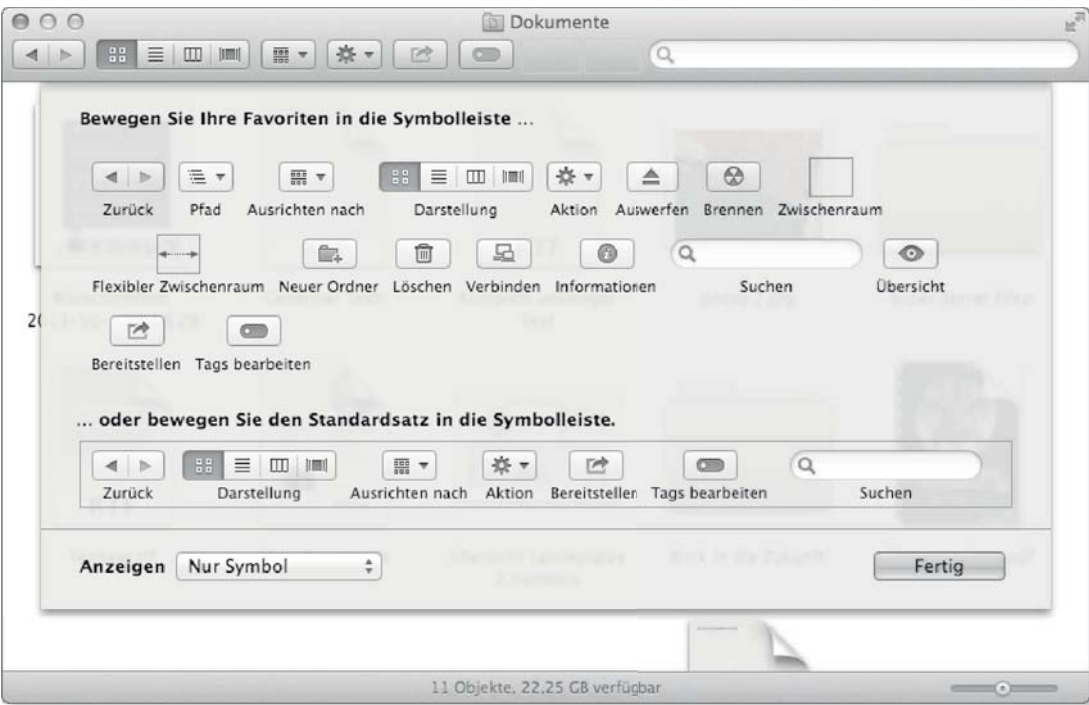 Dokumente
Bewegen Sie Ihre Favoriten in die Symbolleiste ...
Zurück Pfad Ausrichten nach Darstellung Aktion Auswerfen Brennen Zwischenraum
Flexibler Zwischenraum Neuer Ordner Löschen Verbinden Informationen Suchen Übersicht
Bereitstellen Tags bearbeiten
... oder bewegen Sie den Standardsatz in die Symbolleiste.
Zurück Darstellung Ausrichten nach Aktion Bereitstellen Tags bearbeiten Suchen
Anzeigen Nur Symbol Fertig
11 Objekte, 22,25 GB verfügbar